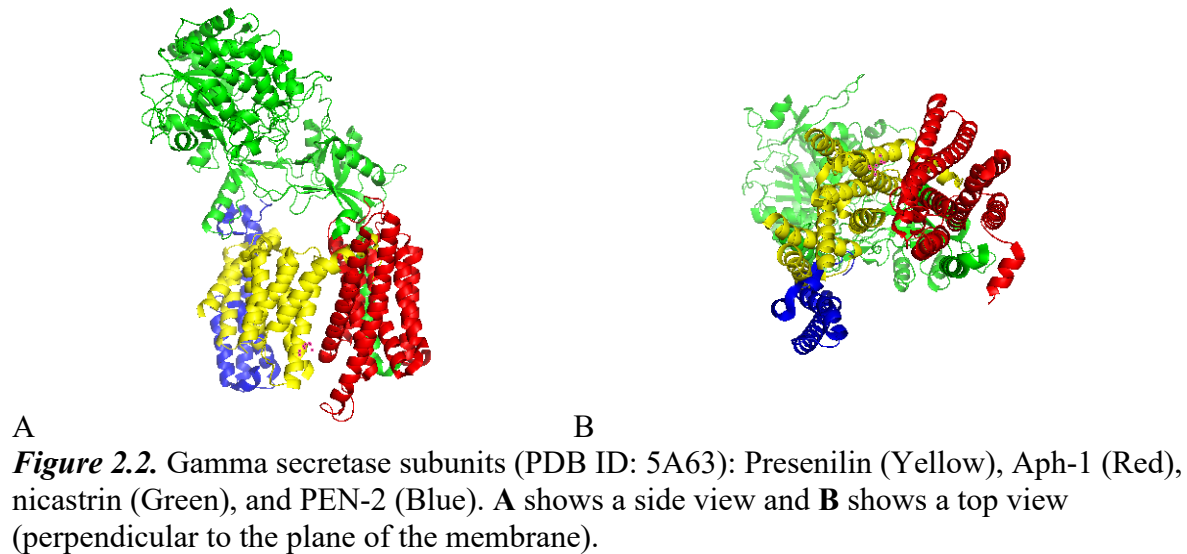 A B
Figure 2.2. Gamma secretase subunits (PDB ID: 5A63): Presenilin (Yellow), Aph-1 (Red),
nicastrin (Green), and PEN-2 (Blue). A shows a side view and B shows a top view
(perpendicular to the plane of the membrane).